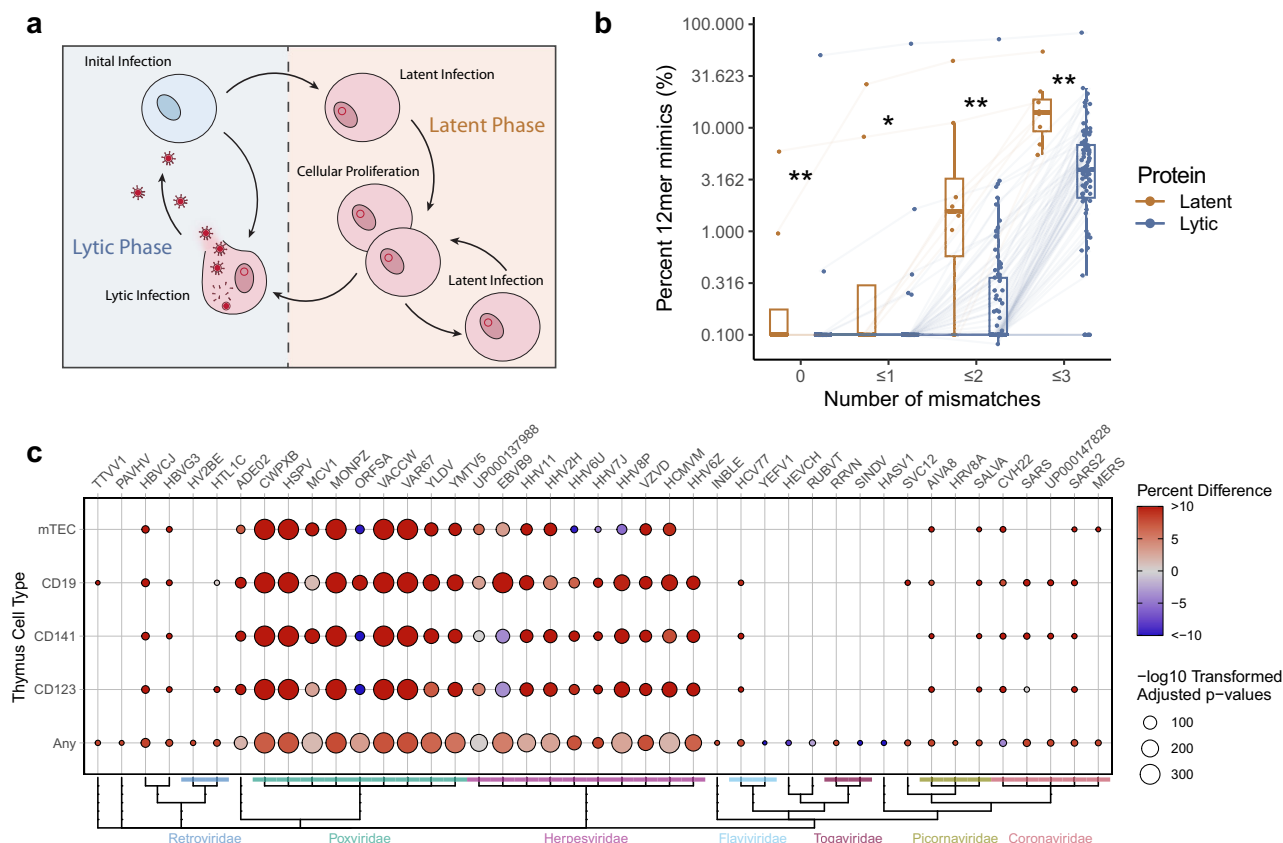 a
Inital Infection
Latent Infection
Latent Phase
Cellular Proliferation
Lytic Phase
Latent Infection
Lytic Infection
b
Percent 12mer mimics (%)
100.000
31.623
10.000
3.162
1.000
0.316
0.100
**
*
**
**
0
≤1
≤2
≤3
Number of mismatches
Protein
Latent
Lytic
c
TTVV1
PAVHV
HBVCJ
HBVG3
HV2BE
HTL1C
ADE02
CWPXB
HSPV
MCV1
MONPZ
ORFSA
VACCW
VAR67
YLDV
YMTV5
UP000137988
EBVB9
HHV11
HHV2H
HHV6U
HHV7J
HHV8P
VZVD
HCMVM
HHV6Z
INBLE
HCV77
YEFV1
HEVCH
RUBVT
RRVN
SINDV
HASV1
SVC12
AIVA8
HRV8A
SALVA
CVH22
SARS
UP000147828
SARS2
MERS
Thymus Cell Type
mTEC
CD19
CD141
CD123
Any
Retroviridae
Poxviridae
Herpesviridae
Flaviviridae
Togaviridae
Picornaviridae
Coronaviridae
Percent Difference
>10
5
0
−5
<−10
−log10 Transformed
Adjusted p−values
100
200
300